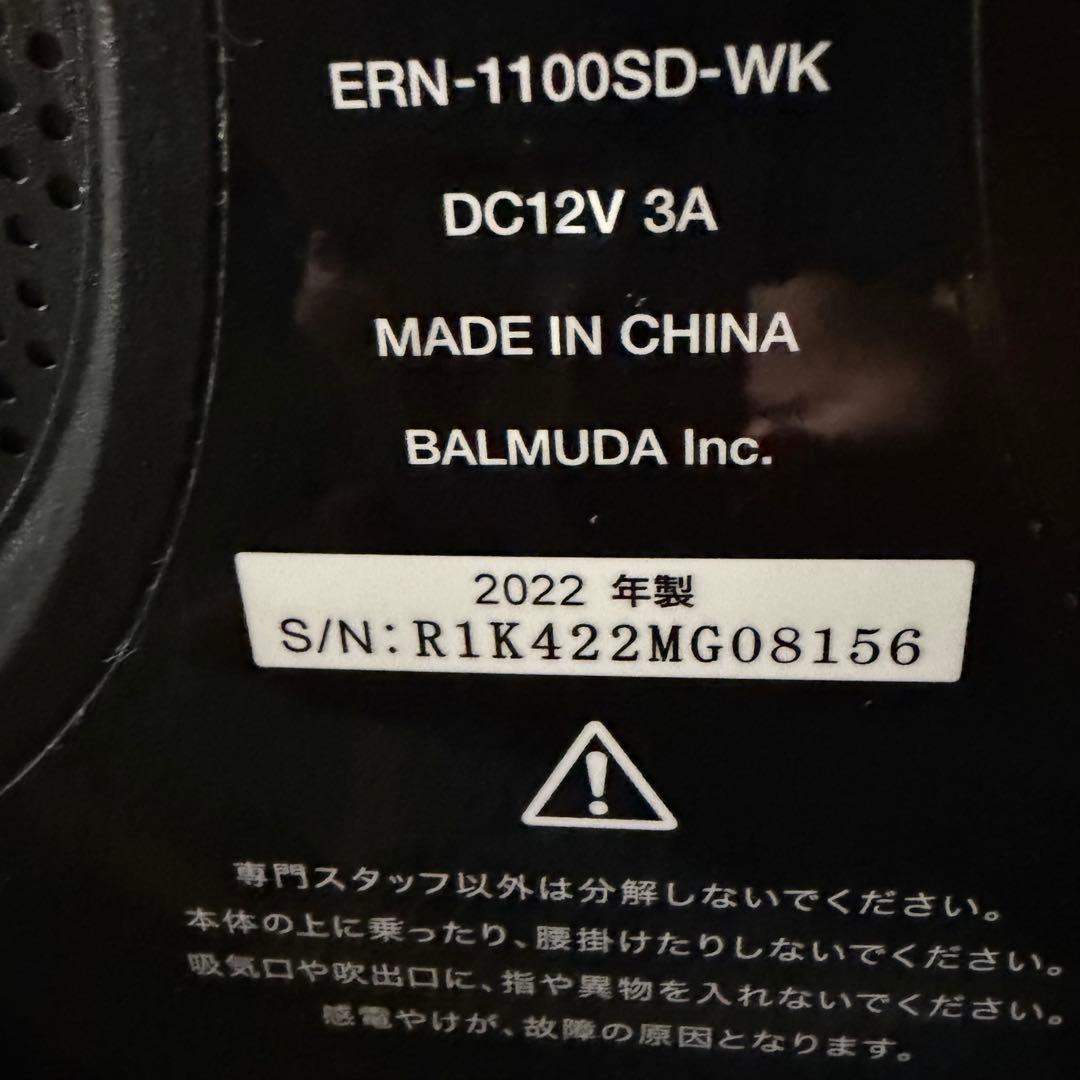 ERN-1100SD-WK
DC12V 3A
MADE IN CHINA
BALMUDA Inc.
2022 年製
S/N: R1K422MG08156
専門スタッフ以外は分解しないでください。
本体の上に乗ったり、腰掛けたりしないでください。
吸気口や吹出口に、指や異物を入れないでください。
感電やけが、故障の原因となります。